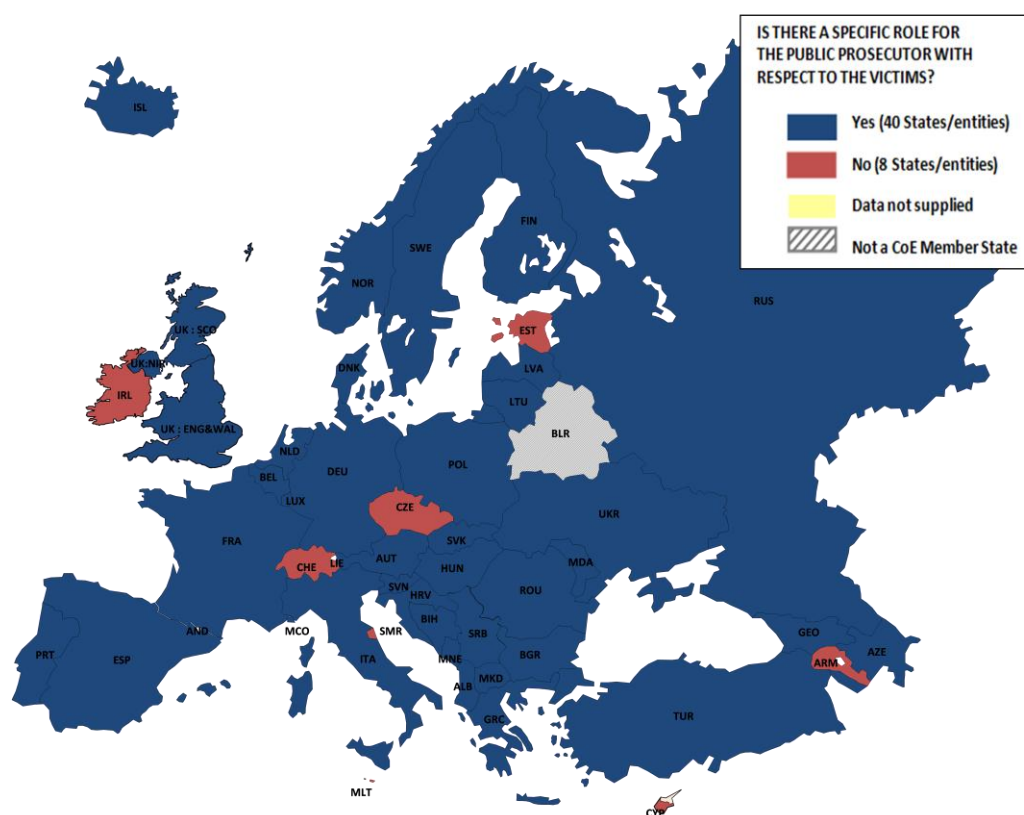 IS THERE A SPECIFIC ROLE FOR
THE PUBLIC PROSECUTOR WITH
RESPECT TO THE VICTIMS?
Yes (40 States/entities)
No (8 States/entities)
Data not supplied
Not a CoE Member State
ISL
FIN
SWE
NOR
RUS
UK : SCO
EST
UK:NIR
DNK
LVA
IRL
LTU
UK : ENG&WAL
BLR
NLD
POL
DEU
BEL
LUX
CZE
UKR
FRA
SVK
AUT
LIE
CHE
HUN
MDA
SVN
ROU
HRV
BIH
AND
MCO
SMR
SRB
GEO
PRT
ESP
ITA
MNE
BGR
AZE
ARM
MKD
ALB
GRC
TUR
MLT
CYP